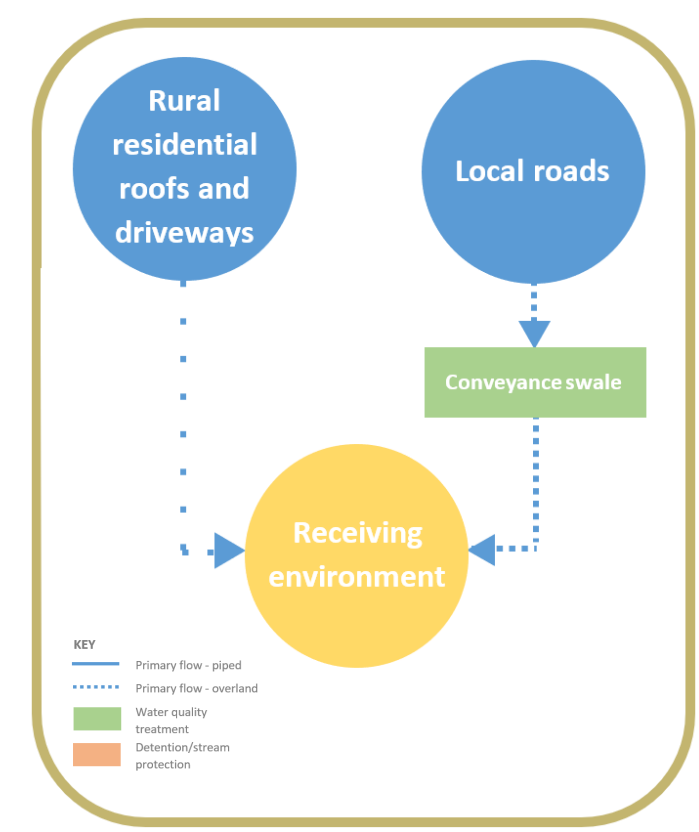 Rural
residential
roofs and
driveways
Local roads
Conveyance swale
Receiving
environment
KEY
Primary flow - piped
Primary flow - overland
Water quality
treatment
Detention/stream
protection